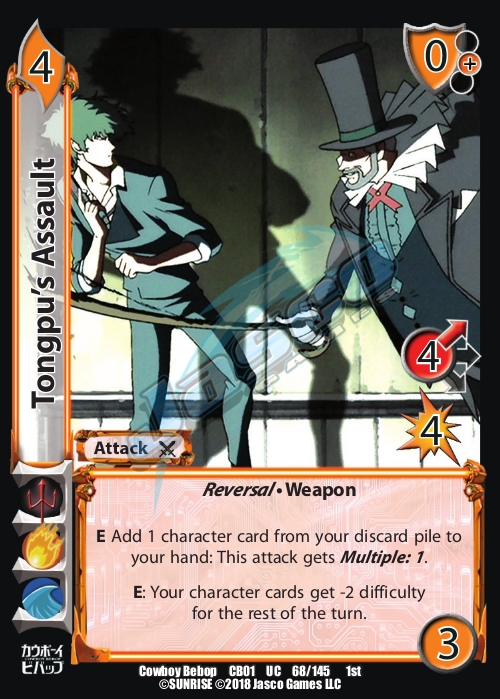 4
0
+
Tongpu's Assault
4
4
Attack
Reversal • Weapon
E Add 1 character card from your discard pile to
your hand: This attack gets Multiple: 1.
E: Your character cards get -2 difficulty
for the rest of the turn.
3
カウボーイ
ビバップ
Cowboy Bebop CB01 UC 68/145 1st
©SUNRISE ©2018 Jasco Games LLC